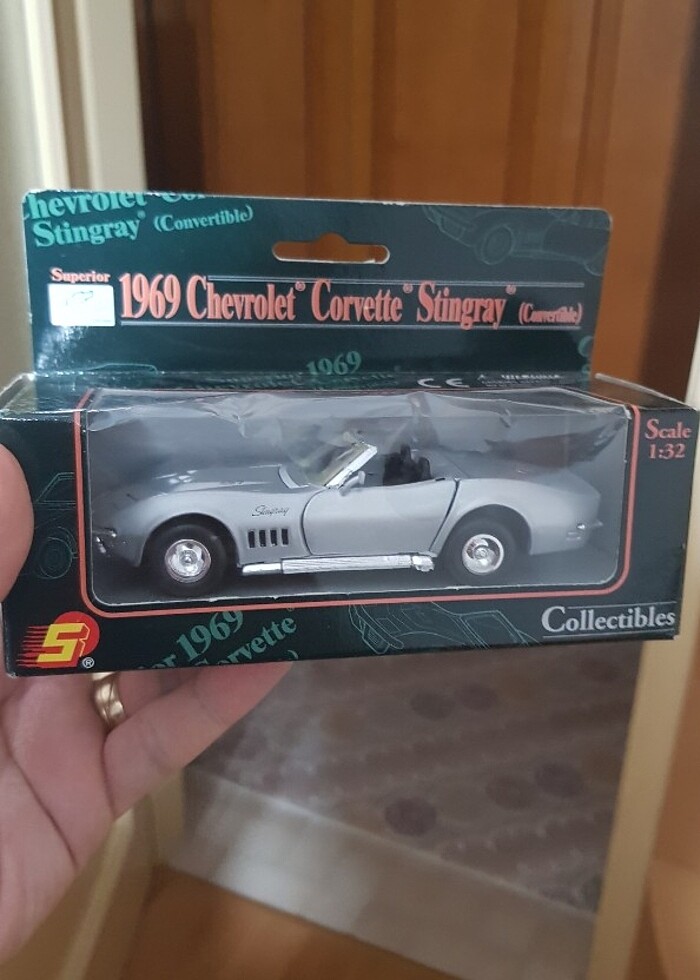 Chevrolet
Stingray® (Convertible)
Superior
1969 Chevrolet® Corvette® Stingray® (Convertible)
1969
CE
Scale
1:32
Stingray
Collectibles
S®
1969
Corvette